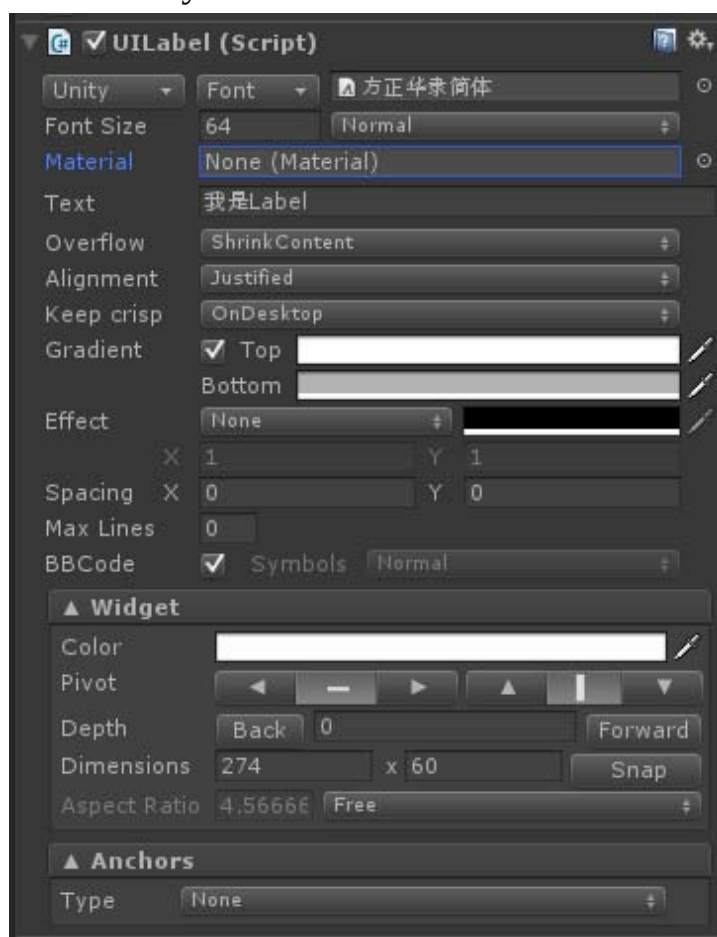 UILabel (Script)
Unity Font 方正华隶简体
Font Size 64 Normal
Material None (Material)
Text 我是Label
Overflow ShrinkContent
Alignment Justified
Keep crisp OnDesktop
Gradient Top
Bottom
Effect None
X 1 Y 1
Spacing X 0 Y 0
Max Lines 0
BBCode Symbols Normal
▲ Widget
Color
Pivot
Depth Back 0 Forward
Dimensions 274 x 60 Snap
Aspect Ratio 4.56666 Free
▲ Anchors
Type None